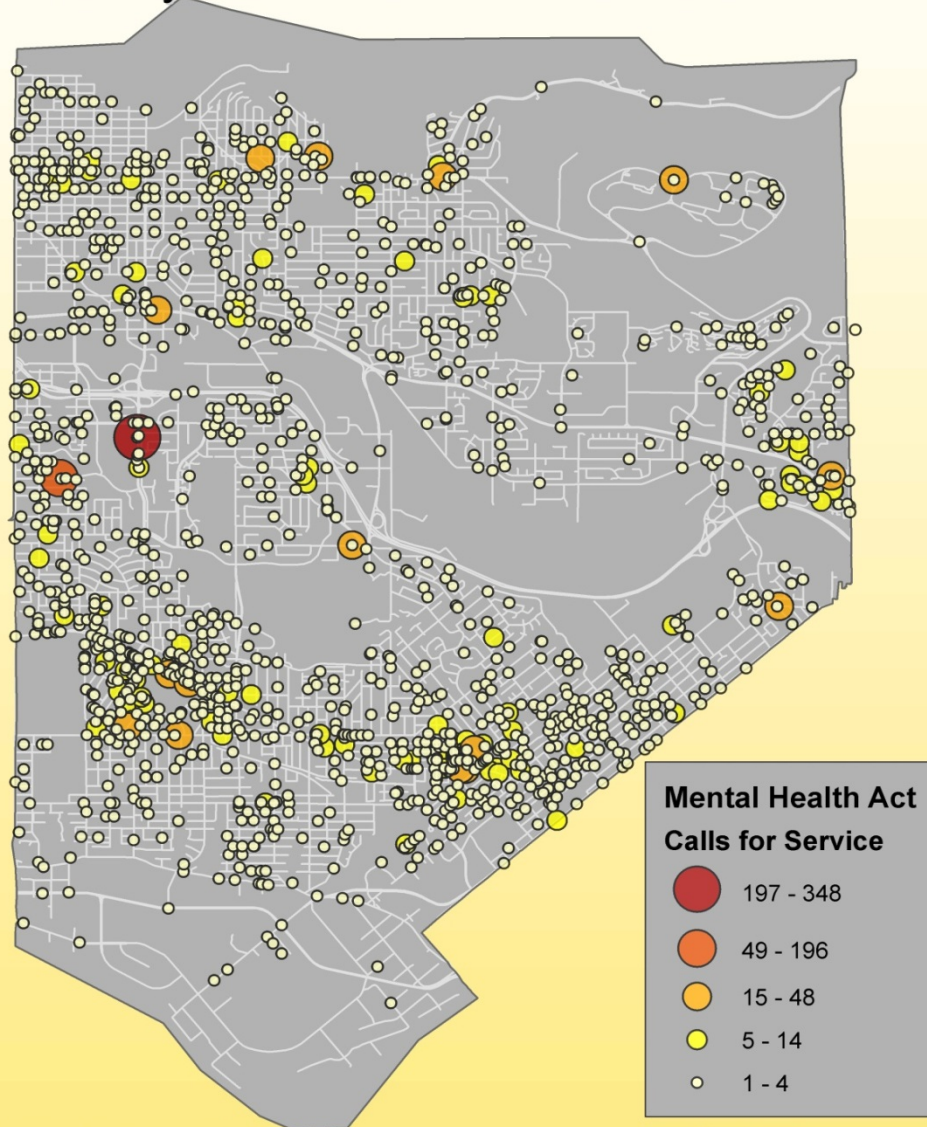 Mental Health Act
Calls for Service
197 - 348
49 - 196
15 - 48
5 - 14
1 - 4